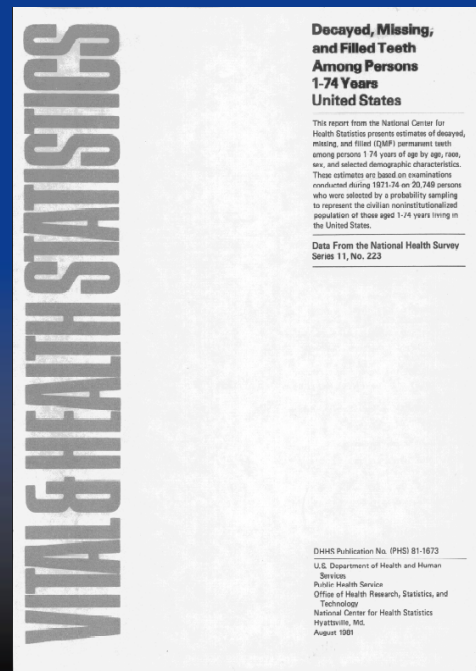 VITAL & HEALTH STATISTICS
Decayed, Missing,
and Filled Teeth
Among Persons
1-74 Years
United States
This report from the National Center for
Health Statistics presents estimates of decayed,
missing, and filled (DMF) permanent teeth
among persons 1-74 years of age by age, race,
sex, and selected demographic characteristics.
These estimates are based on examinations
conducted during 1971-74 on 20,749 persons
who were selected by a probability sampling
to represent the civilian noninstitutionalized
population of those aged 1-74 years living in
the United States.
Data From the National Health Survey
Series 11, No. 223
DHHS Publication No. (PHS) 81-1673
U.S. Department of Health and Human
Services
Public Health Service
Office of Health Research, Statistics, and
Technology
National Center for Health Statistics
Hyattsville, Md.
August 1981